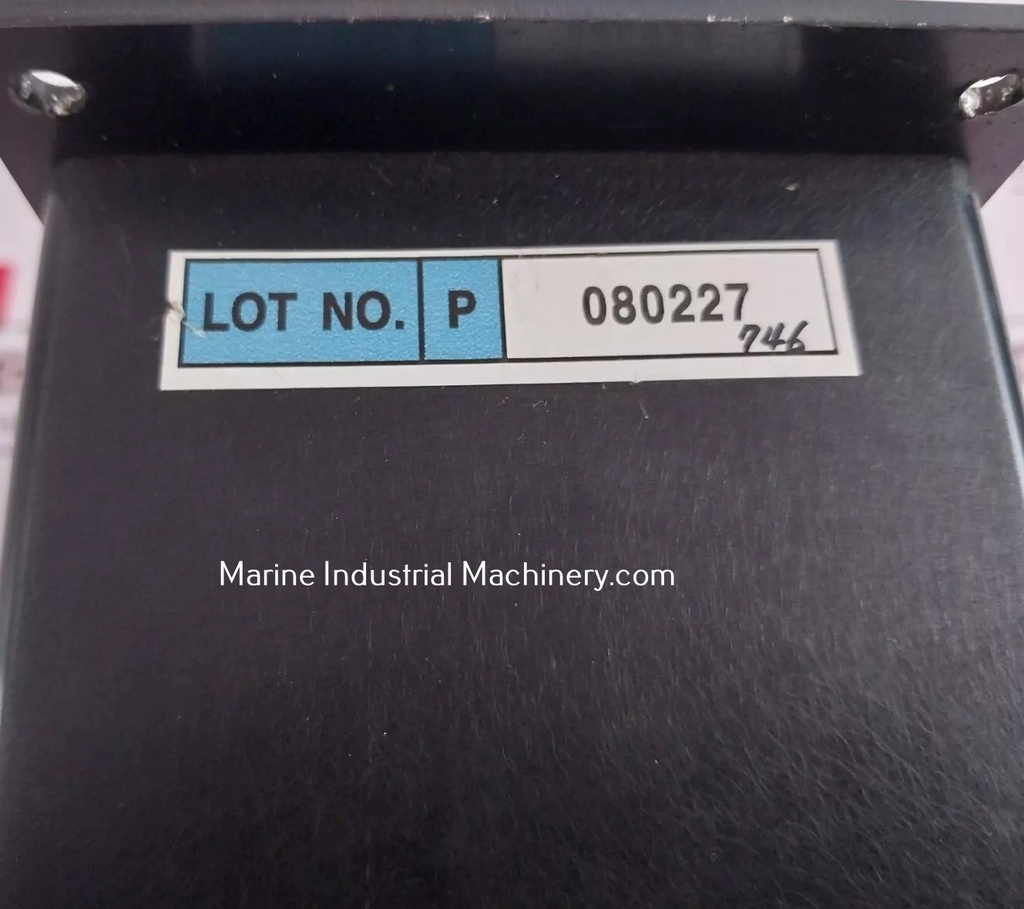 LOT NO. P 080227
746
Marine Industrial Machinery.com